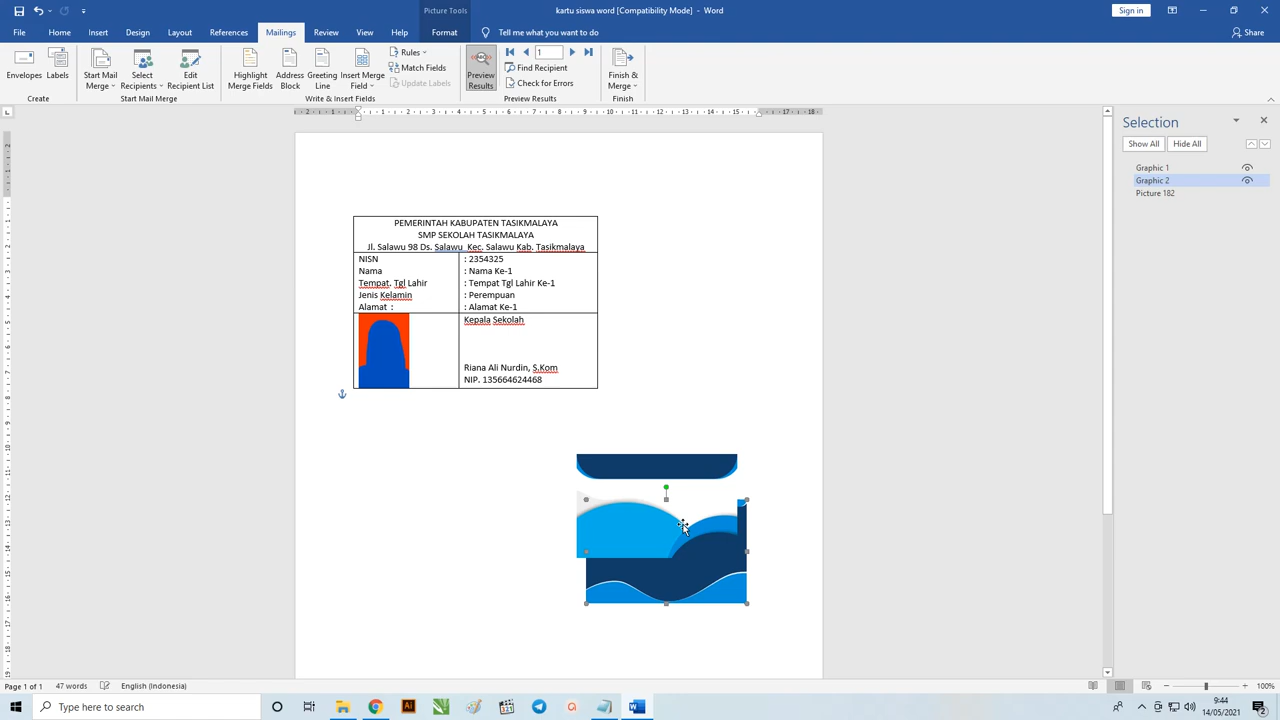 Picture Tools
kartu siswa word [Compatibility Mode] - Word
Sign in
File Home Insert Design Layout References Mailings Review View Help Format Tell me what you want to do Share
Envelopes
Labels
Create
Start Mail Merge
Select Recipients
Edit Recipient List
Start Mail Merge
Highlight Merge Fields
Address Block
Greeting Line
Insert Merge Field
Rules
Match Fields
Update Labels
Write & Insert Fields
ABC
Preview Results
1
Find Recipient
Check for Errors
Preview Results
Finish & Merge
Finish
Selection
Show All Hide All
Graphic 1
Graphic 2
Picture 182
PEMERINTAH KABUPATEN TASIKMALAYA
SMP SEKOLAH TASIKMALAYA
Jl. Salawu 98 Ds. Salawu Kec. Salawu Kab. Tasikmalaya
NISN : 2354325
Nama : Nama Ke-1
Tempat. Tgl Lahir : Tempat Tgl Lahir Ke-1
Jenis Kelamin : Perempuan
Alamat : : Alamat Ke-1
Kepala Sekolah
Riana Ali Nurdin, S.Kom
NIP. 135664624468
Page 1 of 1 47 words English (Indonesia) 100%
Type here to search
9:44
14/05/2021